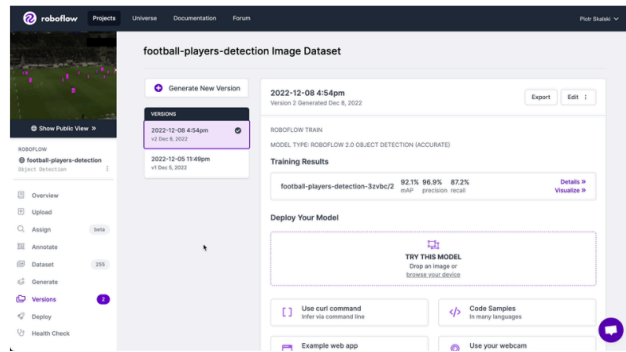 roboflow Projects Universe Documentation Forum Piotr Skalski
football-players-detection Image Dataset
Show Public View »
ROBOFLOW
football-players-detection
Object Detection
Overview
Upload
Assign beta
Annotate
Dataset 255
Generate
Versions 2
Deploy
Health Check
Generate New Version
VERSIONS
2022-12-08 4:54pm
v2 Dec 8, 2022
2022-12-05 11:49pm
v1 Dec 5, 2022
2022-12-08 4:54pm
Version 2 Generated Dec 8, 2022
Export Edit
ROBOFLOW TRAIN
MODEL TYPE: ROBOFLOW 2.0 OBJECT DETECTION (ACCURATE)
Training Results
football-players-detection-3zvbc/2
92.1% 96.9% 87.2%
mAP precision recall
Details »
Visualize »
Deploy Your Model
TRY THIS MODEL
Drop an image or
browse your device
Use curl command
Infer via command line
Code Samples
In many languages
Example web app
Use your webcam